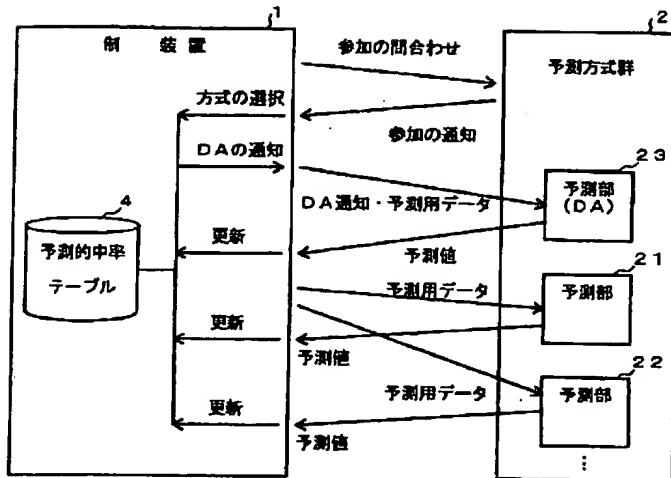 1
制 装置
2
予測方式群
参加の問合わせ
方式の選択
参加の通知
DAの通知
23
予測部
(DA)
DA通知・予測用データ
4
予測的中率
テーブル
更新
予測値
21
予測用データ
予測部
更新
予測値
22
予測用データ
予測部
更新
予測値
⋮